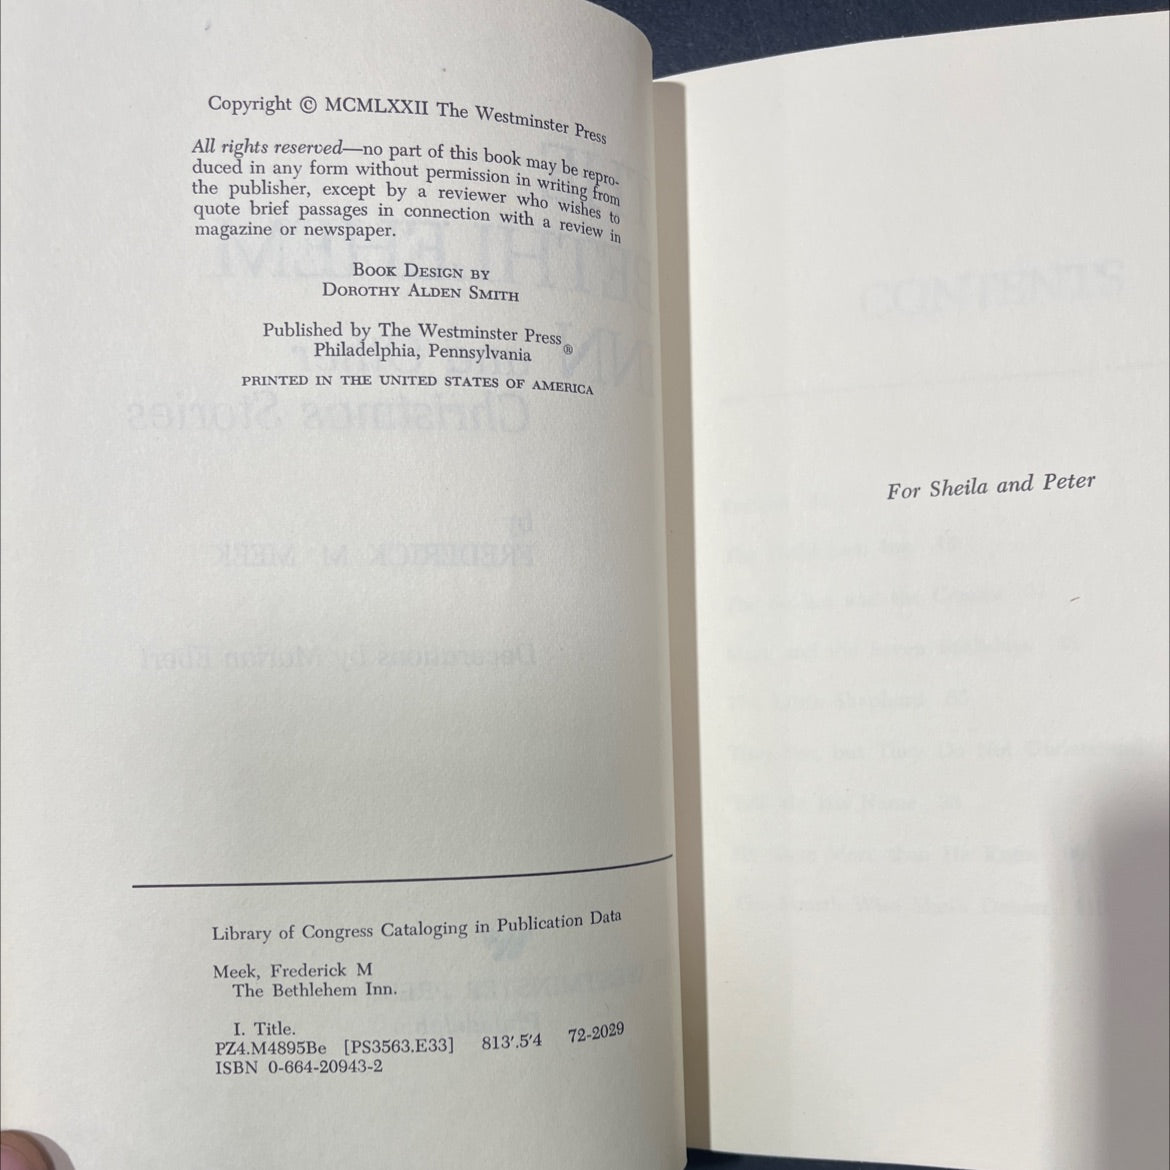 Copyright © MCMLXXII The Westminster Press
All rights reserved—no part of this book may be repro-
duced in any form without permission in writing from
the publisher, except by a reviewer who wishes to
quote brief passages in connection with a review in
magazine or newspaper.
BOOK DESIGN BY
DOROTHY ALDEN SMITH
Published by The Westminster Press®
Philadelphia, Pennsylvania
PRINTED IN THE UNITED STATES OF AMERICA
Library of Congress Cataloging in Publication Data
Meek, Frederick M
The Bethlehem Inn.
I. Title.
PZ4.M4895Be [PS3563.E33] 813'.5'4 72-2029
ISBN 0-664-20943-2
For Sheila and Peter